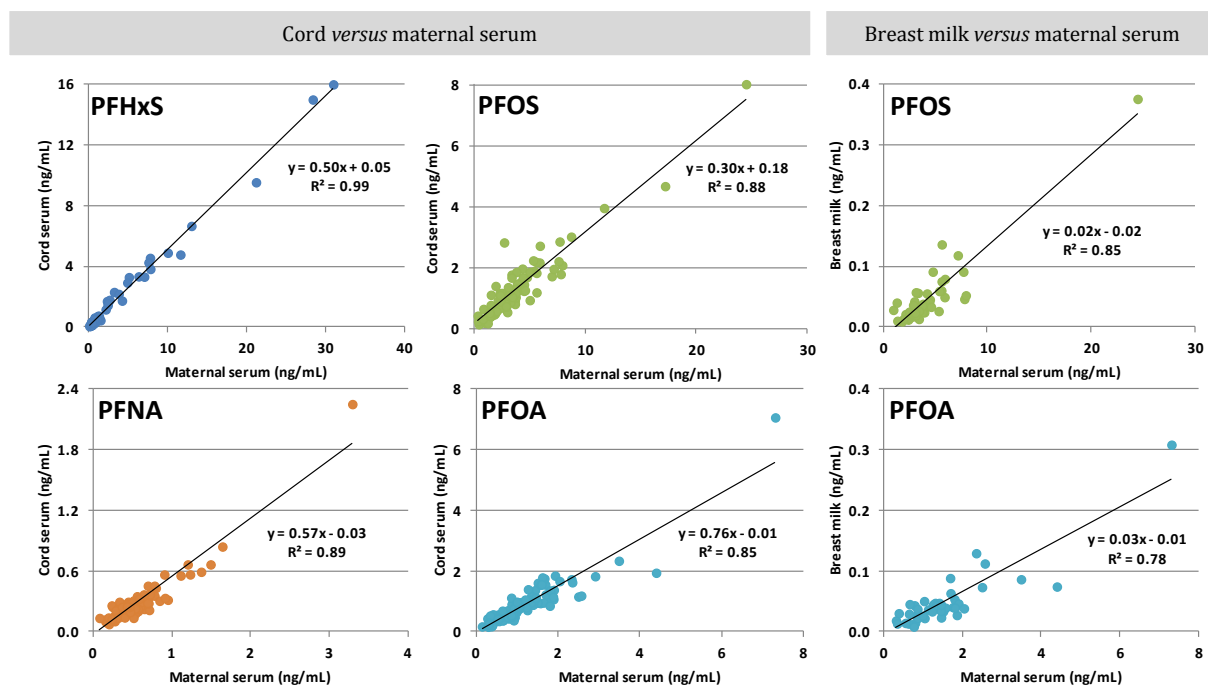 Cord versus maternal serum
Breast milk versus maternal serum
PFHxS
Cord serum (ng/mL)
16
12
8
4
0
y = 0.50x + 0.05
R² = 0.99
0 10 20 30 40
Maternal serum (ng/mL)
PFOS
Cord serum (ng/mL)
8
6
4
2
0
y = 0.30x + 0.18
R² = 0.88
0 10 20 30
Maternal serum (ng/mL)
PFOS
Breast milk (ng/mL)
0.4
0.3
0.2
0.1
0.0
y = 0.02x - 0.02
R² = 0.85
0 10 20 30
Maternal serum (ng/mL)
PFNA
Cord serum (ng/mL)
2.4
1.8
1.2
0.6
0.0
y = 0.57x - 0.03
R² = 0.89
0 1 2 3 4
Maternal serum (ng/mL)
PFOA
Cord serum (ng/mL)
8
6
4
2
0
y = 0.76x - 0.01
R² = 0.85
0 2 4 6 8
Maternal serum (ng/mL)
PFOA
Breast milk (ng/mL)
0.4
0.3
0.2
0.1
0.0
y = 0.03x - 0.01
R² = 0.78
0 2 4 6 8
Maternal serum (ng/mL)